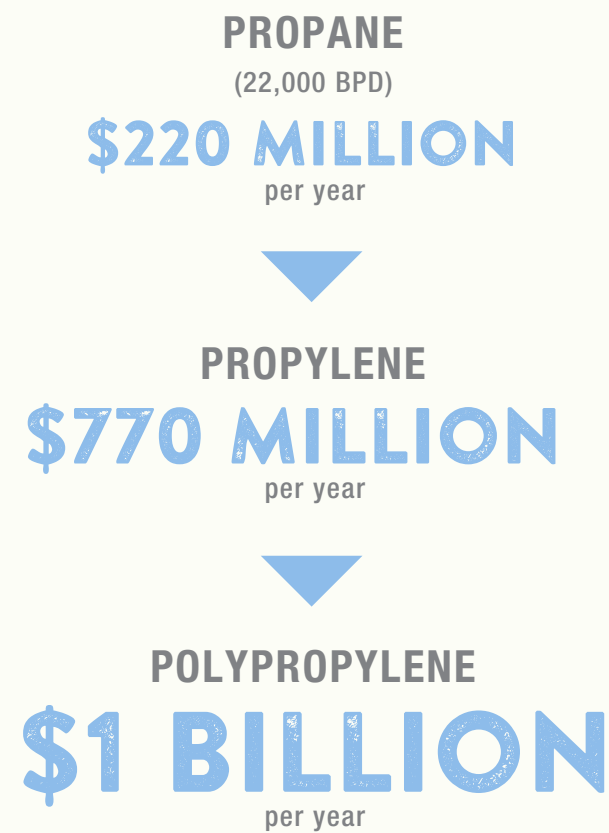 PROPANE
(22,000 BPD)
$220 MILLION
per year
PROPYLENE
$770 MILLION
per year
POLYPROPYLENE
$1 BILLION
per year